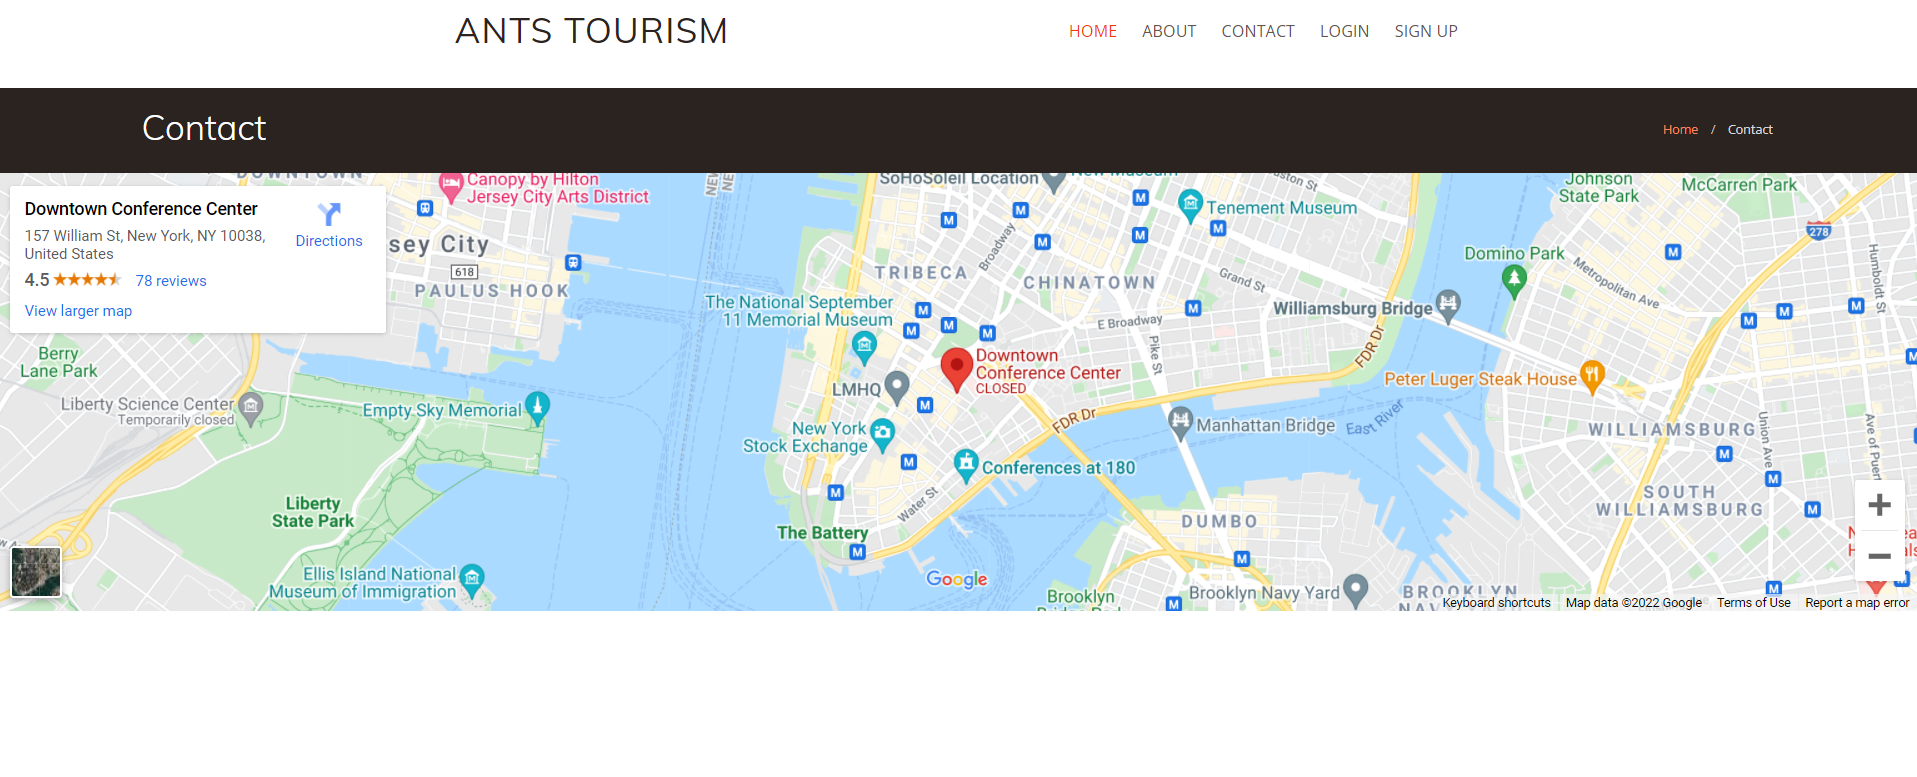 ANTS TOURISM
HOME ABOUT CONTACT LOGIN SIGN UP
Contact
Home / Contact
Downtown Conference Center
157 William St, New York, NY 10038,
United States
Directions
4.5
78 reviews
View larger map
DOWNTOWN
Canopy by Hilton
Jersey City Arts District
SoHoSoleil Location
New Museum
Tenement Museum
Johnson
State Park
McCarren Park
278
sey City
618
PAULUS HOOK
TRIBECA
Broadway
CHINATOWN
Grand St
Domino Park
Metropolitan Ave
Humboldt St
The National September
11 Memorial Museum
E Broadway
Pike St
Williamsburg Bridge
FDR Dr
Berry
Lane Park
Downtown
Conference Center
CLOSED
LMHQ
Peter Luger Steak House
Liberty Science Center
Temporarily closed
Empty Sky Memorial
FDR Dr
Manhattan Bridge
East River
WILLIAMSBURG
Union Ave
New York
Stock Exchange
Conferences at 180
Water St
Liberty
State Park
The Battery
SOUTH
WILLIAMSBURG
DUMBO
Ellis Island National
Museum of Immigration
Google
Brooklyn
Brooklyn Navy Yard
BROOKLYN
Keyboard shortcuts
Map data ©2022 Google
Terms of Use
Report a map error